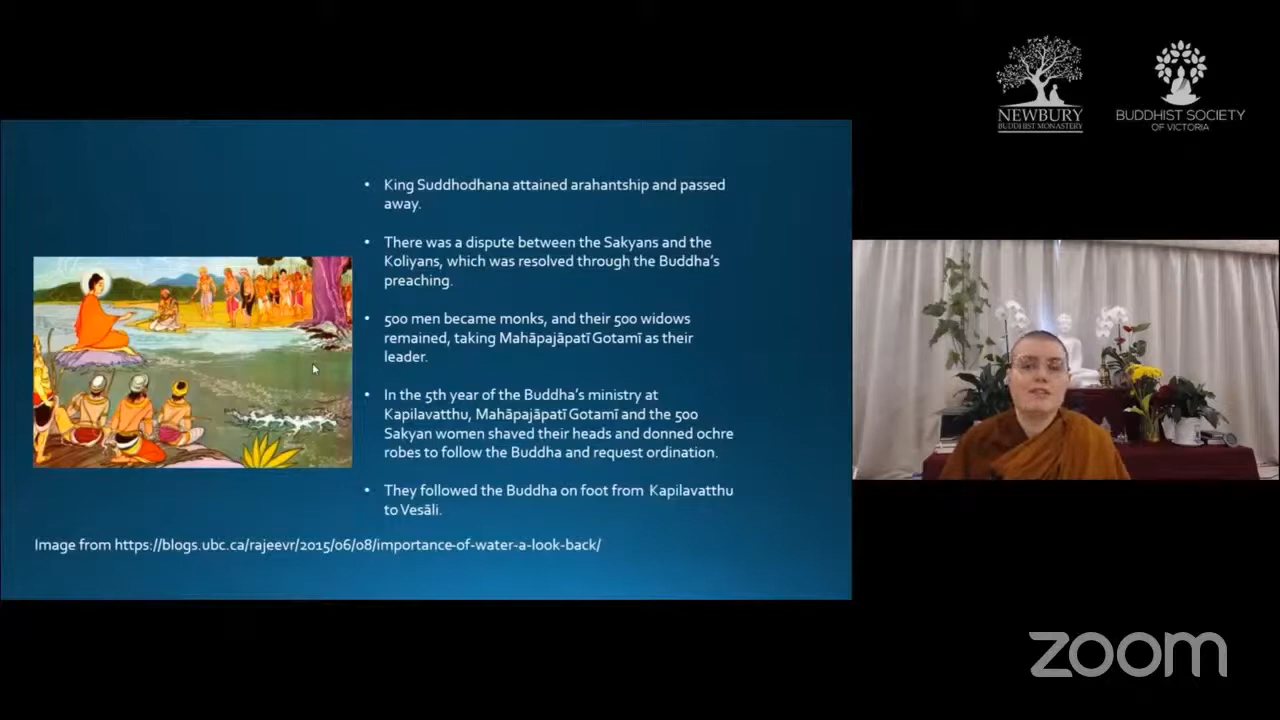 NEWBURY
BUDDHIST MONASTERY
BUDDHIST SOCIETY
OF VICTORIA
• King Suddhodhana attained arahantship and passed
away.
• There was a dispute between the Sakyans and the
Koliyans, which was resolved through the Buddha's
preaching.
• 500 men became monks, and their 500 widows
remained, taking Mahāpajāpatī Gotamī as their
leader.
• In the 5th year of the Buddha's ministry at
Kapilavatthu, Mahāpajāpatī Gotamī and the 500
Sakyan women shaved their heads and donned ochre
robes to follow the Buddha and request ordination.
• They followed the Buddha on foot from Kapilavatthu
to Vesāli.
Image from https://blogs.ubc.ca/rajeevr/2015/06/08/importance-of-water-a-look-back/
zoom